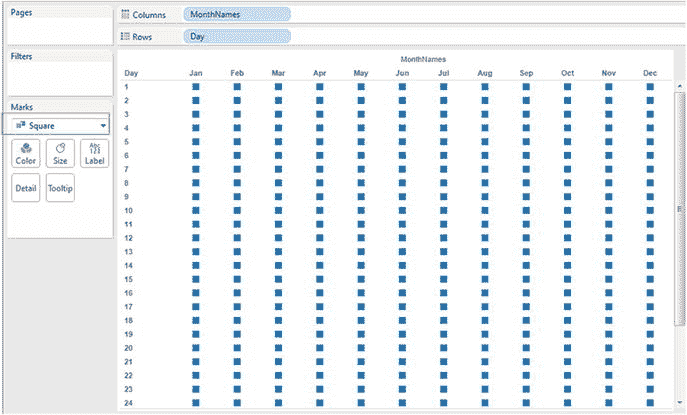 Pages
Columns MonthNames
Rows Day
Filters
Marks
Square
Color Size Abc 123 Label
Detail Tooltip
MonthNames
Day Jan Feb Mar Apr May Jun Jul Aug Sep Oct Nov Dec
1
2
3
4
5
6
7
8
9
10
11
12
13
14
15
16
17
18
19
20
21
22
23
24